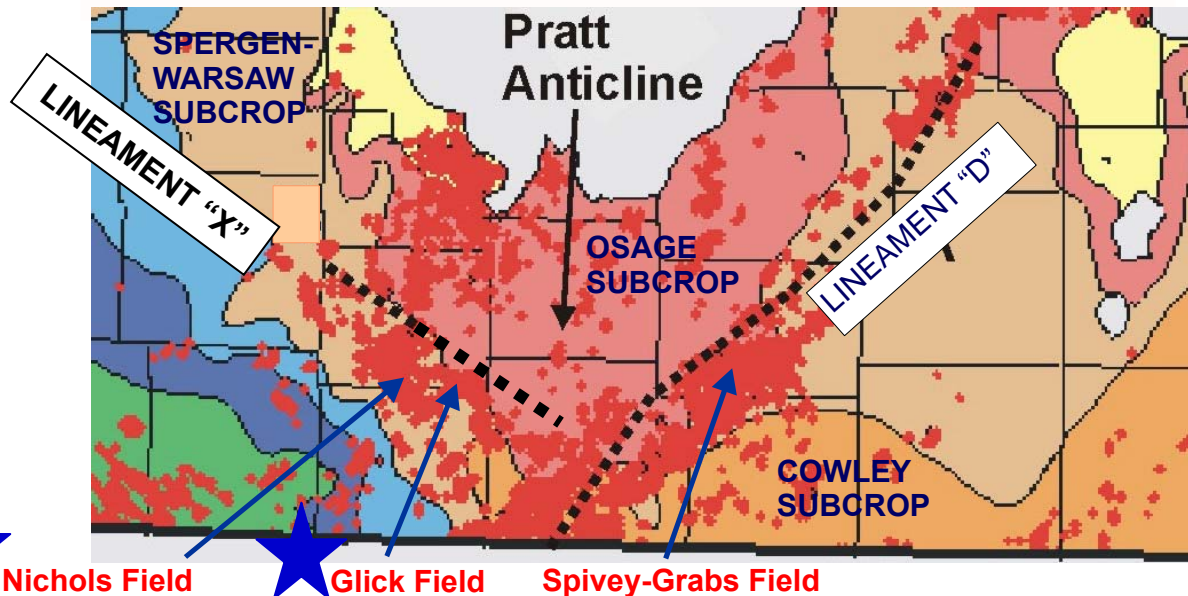 Pratt
Anticline
SPERGEN-
WARSAW
SUBCROP
LINEAMENT “X”
OSAGE
SUBCROP
LINEAMENT “D”
COWLEY
SUBCROP
Nichols Field
Glick Field
Spivey-Grabs Field